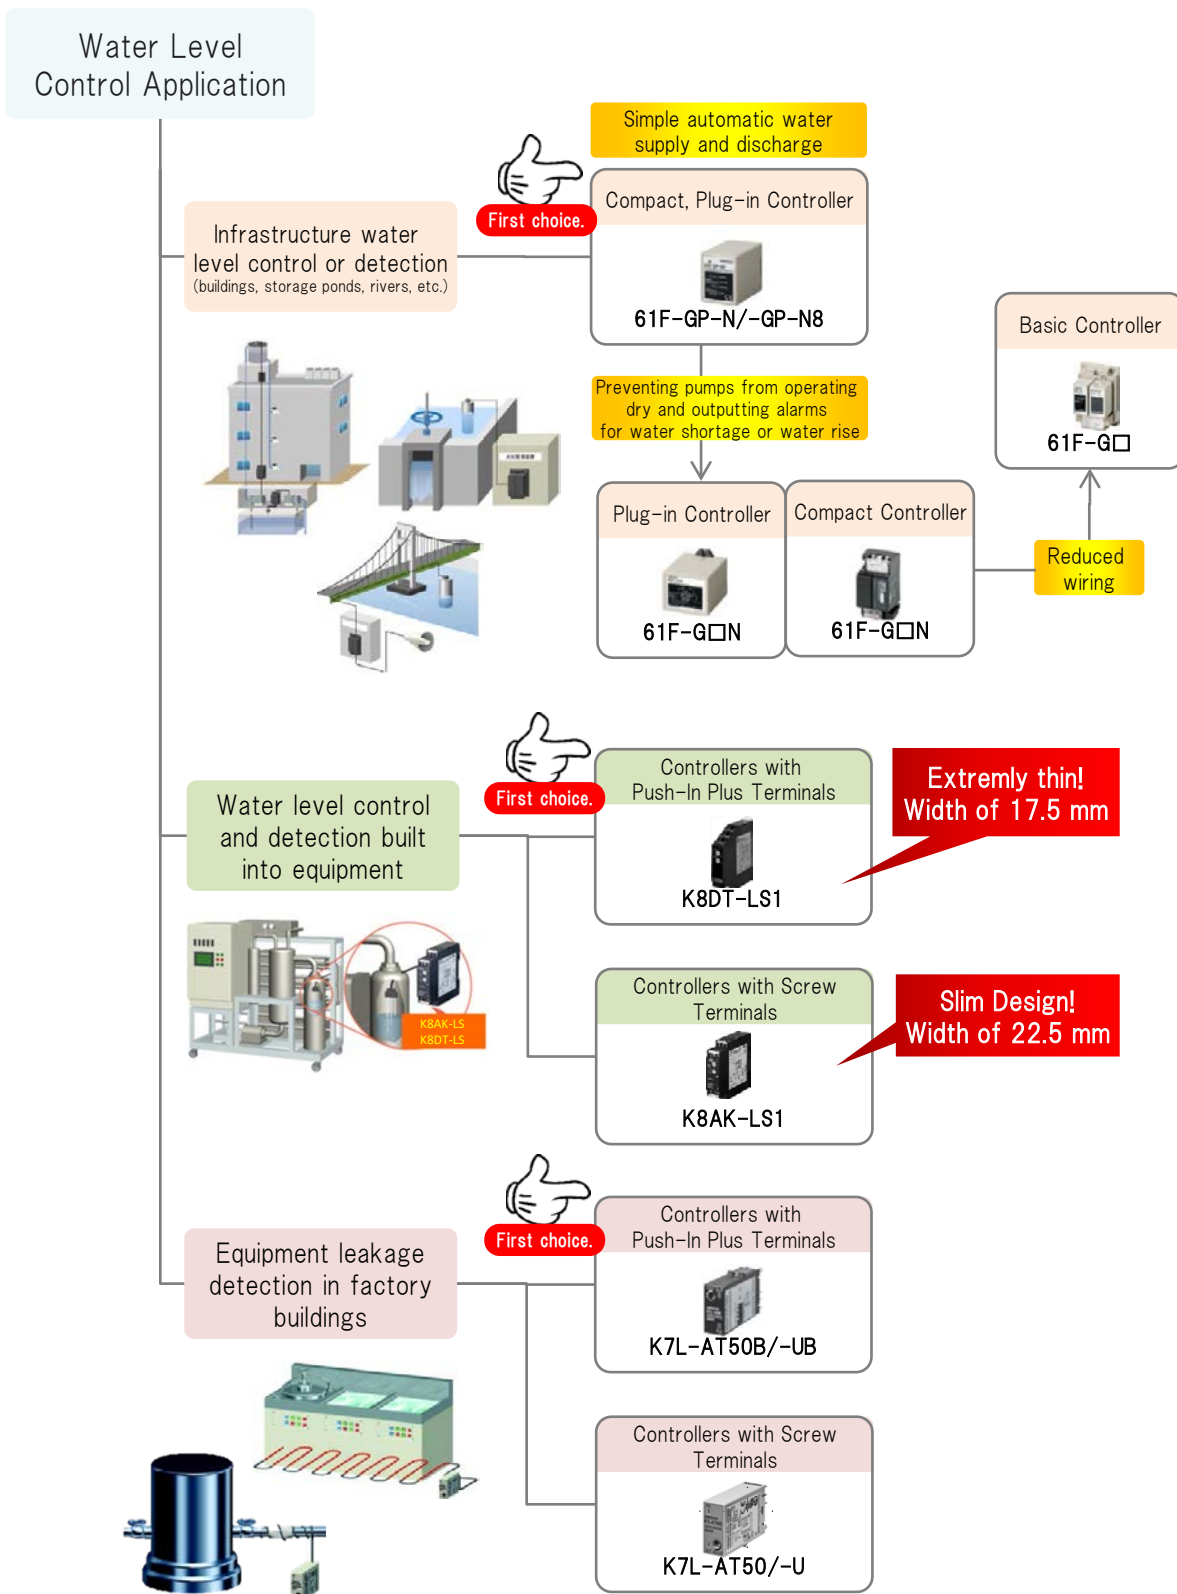 Water Level
Control Application
Simple automatic water
supply and discharge
First choice.
Compact, Plug-in Controller
61F-GP-N/-GP-N8
Infrastructure water
level control or detection
(buildings, storage ponds, rivers, etc.)
Preventing pumps from operating
dry and outputting alarms
for water shortage or water rise
Basic Controller
61F-G□
Plug-in Controller
61F-G□N
Compact Controller
61F-G□N
Reduced
wiring
First choice.
Controllers with
Push-In Plus Terminals
K8DT-LS1
Extremly thin!
Width of 17.5 mm
Water level control
and detection built
into equipment
K8AK-LS
K8DT-LS
Controllers with Screw
Terminals
K8AK-LS1
Slim Design!
Width of 22.5 mm
First choice.
Controllers with
Push-In Plus Terminals
K7L-AT50B/-UB
Equipment leakage
detection in factory
buildings
Controllers with Screw
Terminals
K7L-AT50/-U